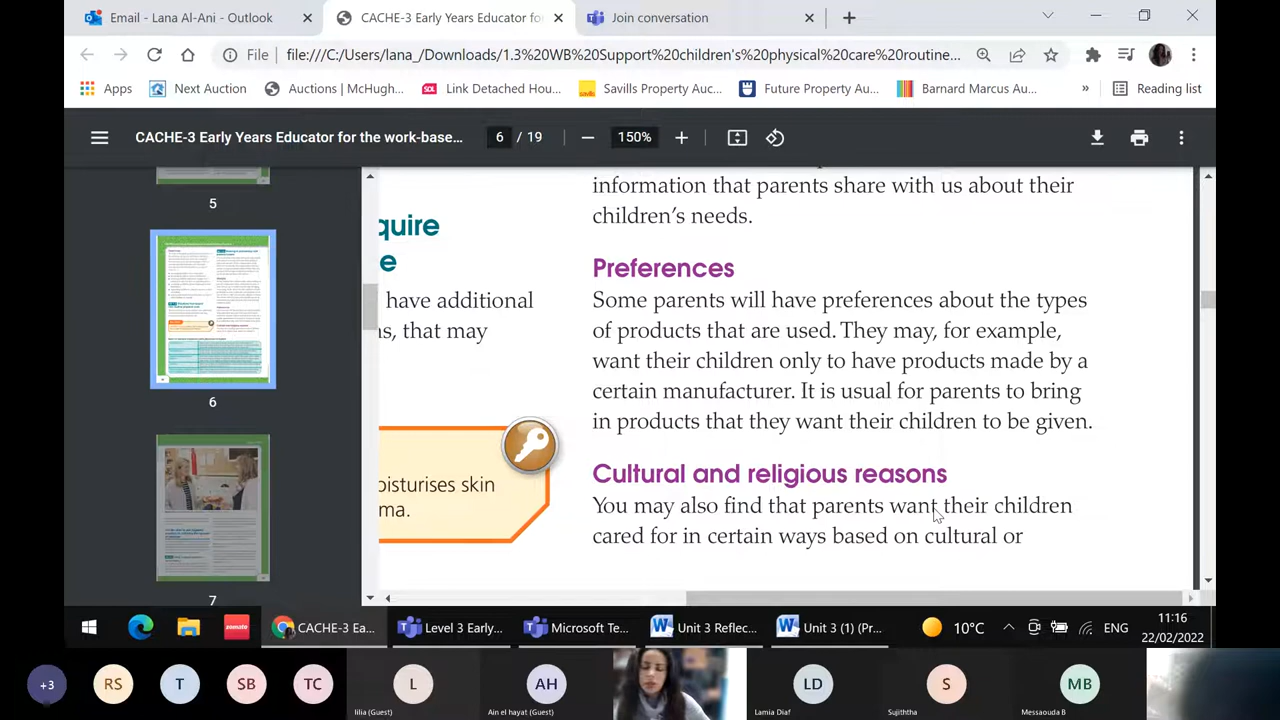 Email - Lana Al-Ani - Outlook
CACHE-3 Early Years Educator for
Join conversation
File
file:///C:/Users/lana_/Downloads/1.3%20WB%20Support%20children's%20physical%20care%20routine...
Apps
Next Auction
Auctions | McHugh...
SDL
Link Detached Hou...
savills
Savills Property Auc...
Future Property Au...
Barnard Marcus Au...
»
Reading list
CACHE-3 Early Years Educator for the work-base...
6 / 19
150%
5
6
7
quire
e
have additional
ns, that may
oisturises skin
ma.
information that parents share with us about their
children's needs.
Preferences
Some parents will have preferences about the types
of products that are used. They may, for example,
want their children only to have products made by a
certain manufacturer. It is usual for parents to bring
in products that they want their children to be given.
Cultural and religious reasons
You may also find that parents want their children
cared for in certain ways based on cultural or
zomato
CACHE-3 Ea...
Level 3 Early...
Microsoft Te...
Unit 3 Reflec...
Unit 3 (1) (Pr...
10°C
ENG
11:16
22/02/2022
+3
RS
T
SB
TC
L
lilia (Guest)
AH
Ain el hayat (Guest)
LD
Lamia Diaf
S
Sujiththa
MB
Messaouda B